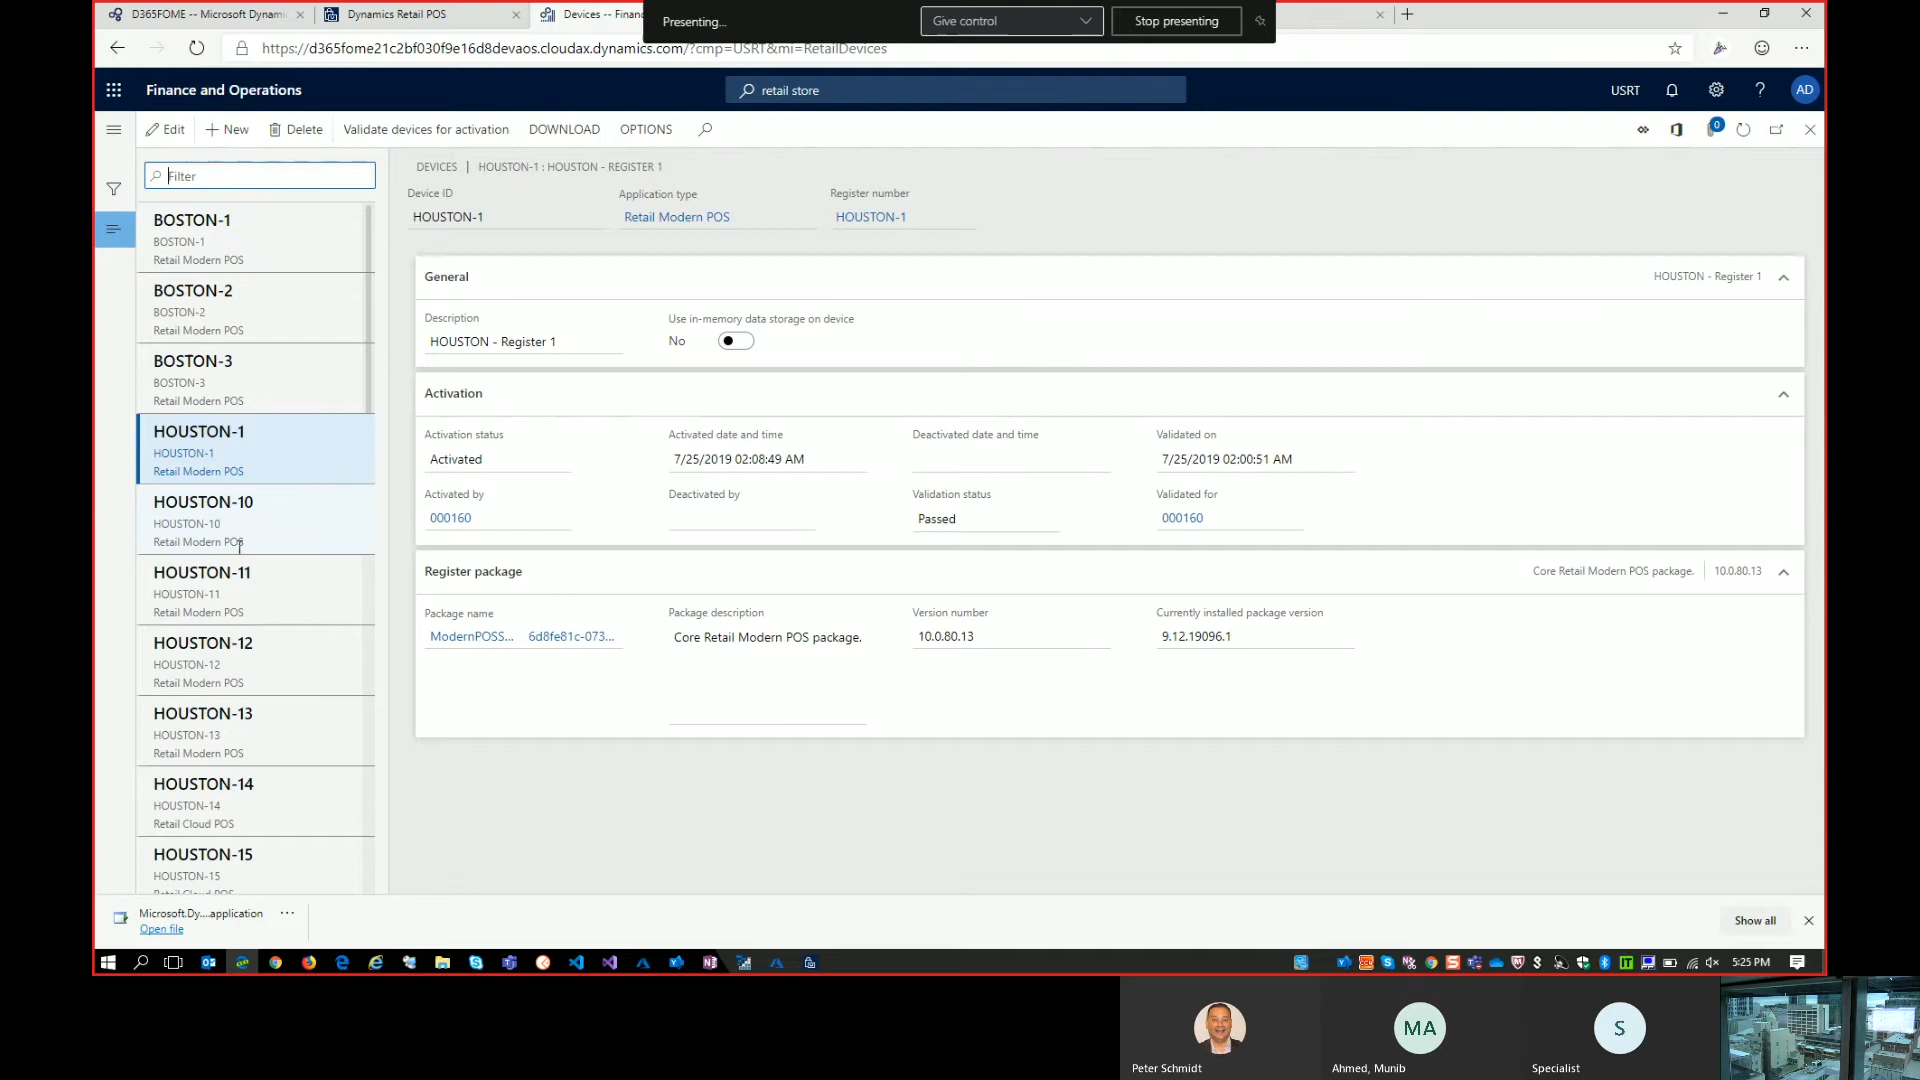 D365FOME -- Microsoft Dynami
Dynamics Retail POS
Devices -- Finan
Presenting...
Give control
Stop presenting
https://d365fome21c2bf030f9e16d8devaos.cloudax.dynamics.com/?cmp=USRT&mi=RetailDevices
Finance and Operations
retail store
USRT
AD
Edit
New
Delete
Validate devices for activation
DOWNLOAD
OPTIONS
0
Filter
BOSTON-1
BOSTON-1
Retail Modern POS
BOSTON-2
BOSTON-2
Retail Modern POS
BOSTON-3
BOSTON-3
Retail Modern POS
HOUSTON-1
HOUSTON-1
Retail Modern POS
HOUSTON-10
HOUSTON-10
Retail Modern POS
HOUSTON-11
HOUSTON-11
Retail Modern POS
HOUSTON-12
HOUSTON-12
Retail Modern POS
HOUSTON-13
HOUSTON-13
Retail Modern POS
HOUSTON-14
HOUSTON-14
Retail Cloud POS
HOUSTON-15
HOUSTON-15
Retail Cloud POS
DEVICES | HOUSTON-1 : HOUSTON - REGISTER 1
Device ID
HOUSTON-1
Application type
Retail Modern POS
Register number
HOUSTON-1
General
HOUSTON - Register 1
Description
HOUSTON - Register 1
Use in-memory data storage on device
No
Activation
Activation status
Activated
Activated date and time
7/25/2019 02:08:49 AM
Deactivated date and time
Validated on
7/25/2019 02:00:51 AM
Activated by
000160
Deactivated by
Validation status
Passed
Validated for
000160
Register package
Core Retail Modern POS package.
10.0.80.13
Package name
ModernPOSS... 6d8fe81c-073...
Package description
Core Retail Modern POS package.
Version number
10.0.80.13
Currently installed package version
9.12.19096.1
Microsoft.Dy....application
Open file
Show all
5:25 PM
Peter Schmidt
MA
Ahmed, Munib
S
Specialist